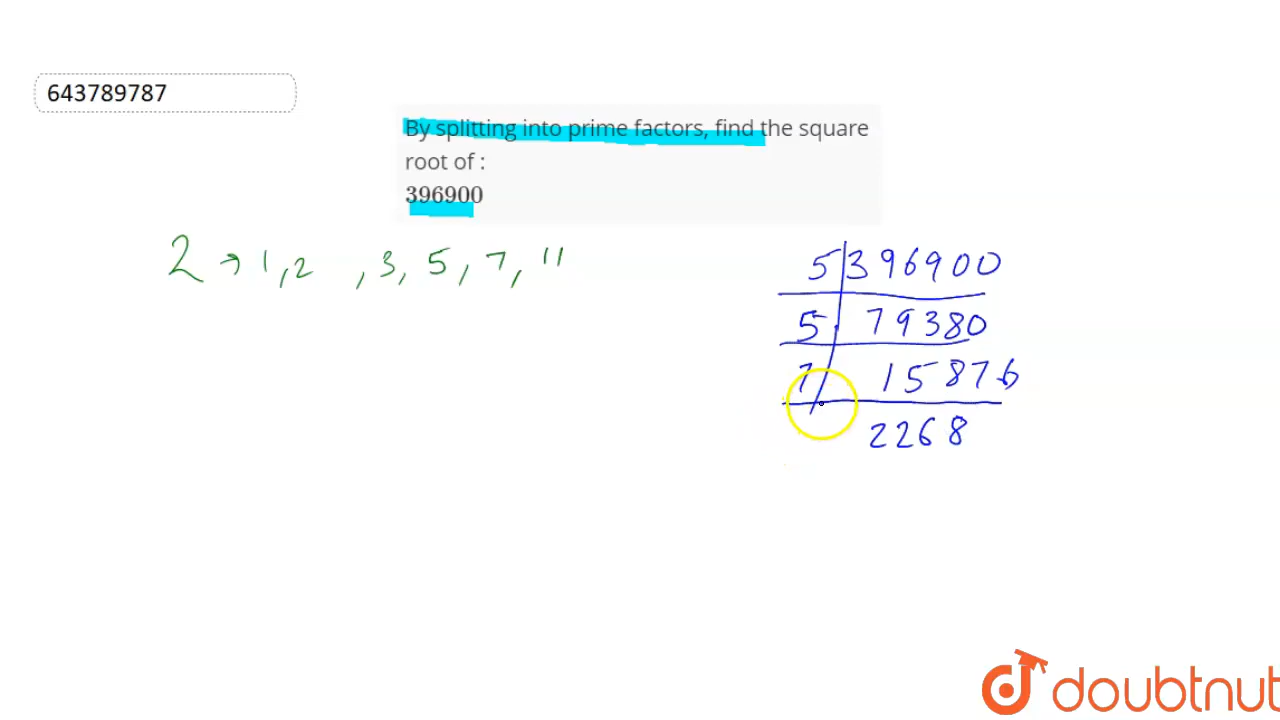 643789787
By splitting into prime factors, find the square
root of :
396900
2 → 1, 2 , 3, 5, 7, 11
5 396900
5 79380
7 15876
2268
doubtnut